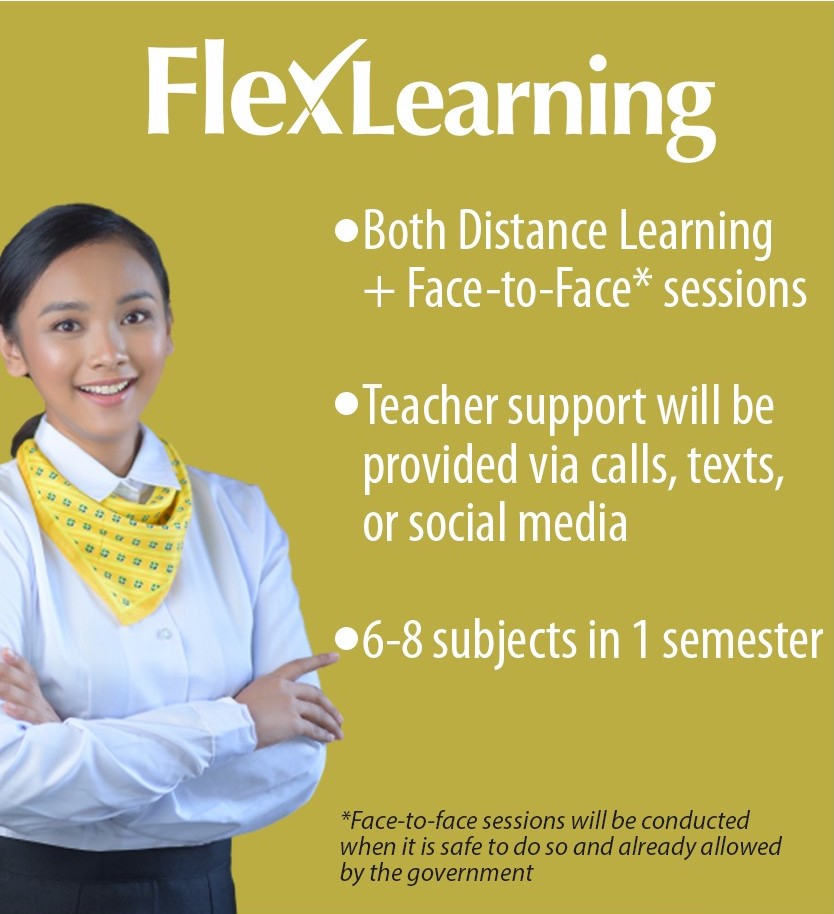 FlexLearning
•Both Distance Learning
+ Face-to-Face* sessions
•Teacher support will be
provided via calls, texts,
or social media
•6-8 subjects in 1 semester
*Face-to-face sessions will be conducted
when it is safe to do so and already allowed
by the government